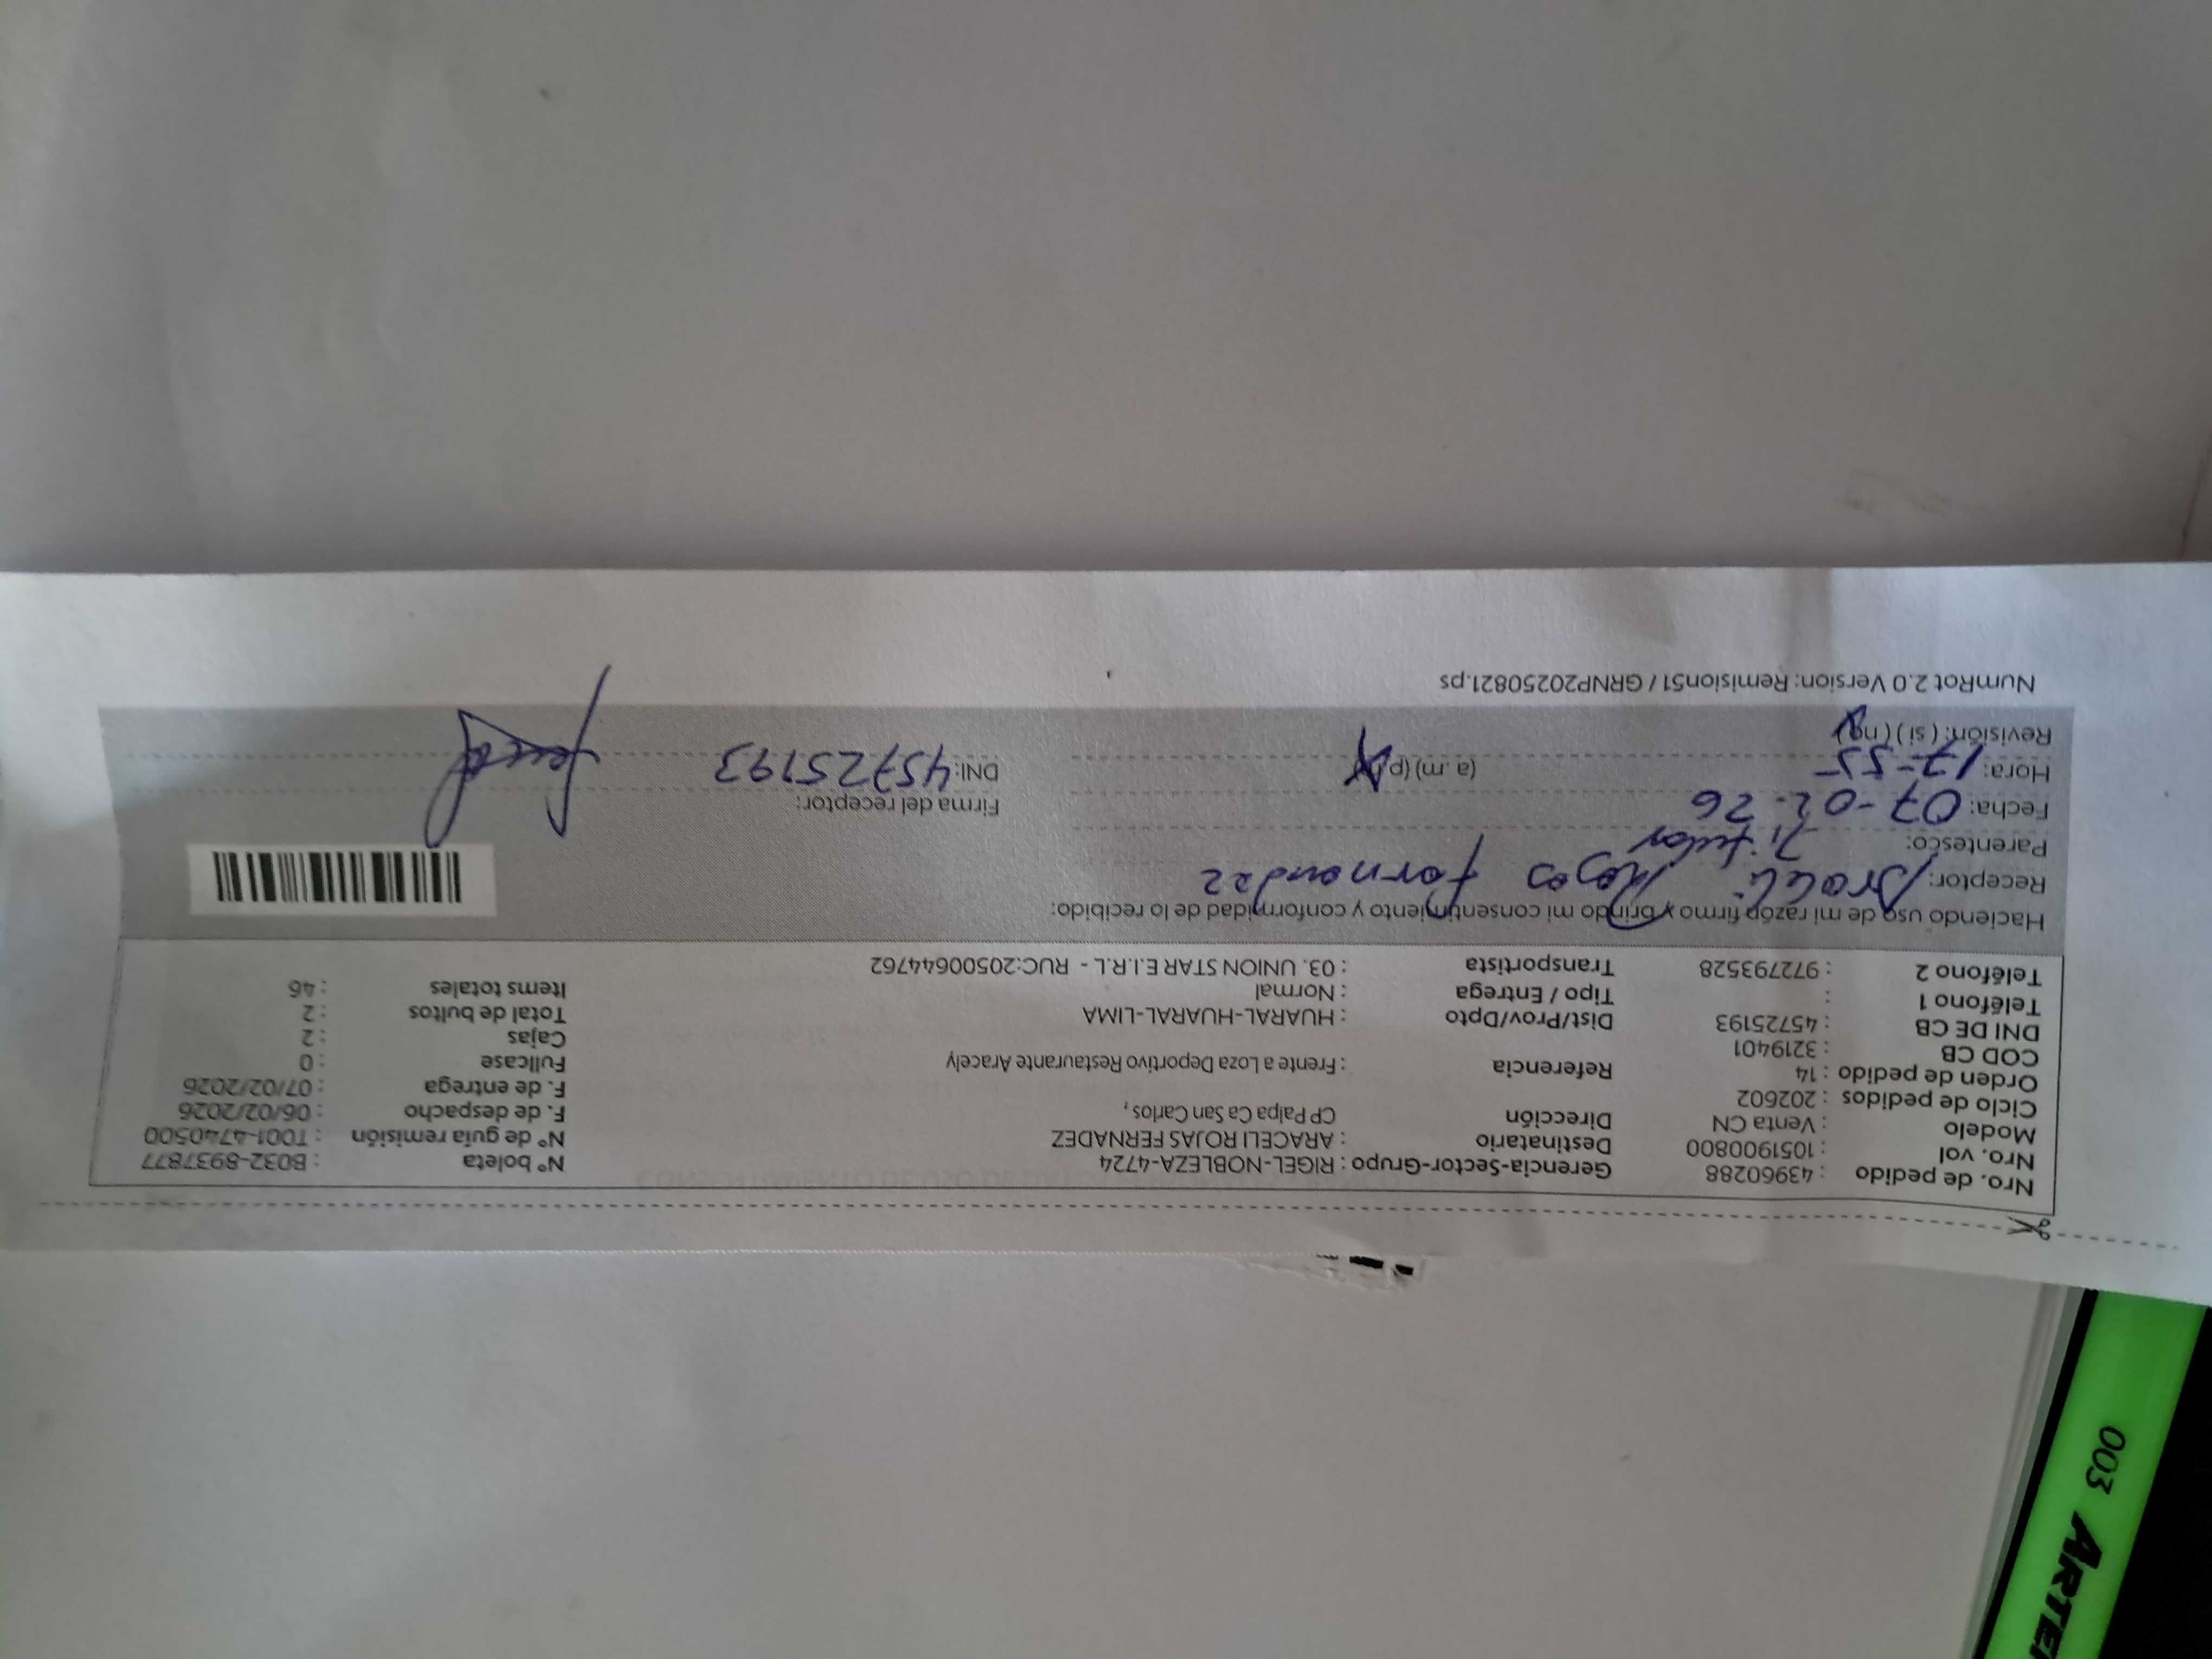 Nro. de pedido : 43960288 Gerencia-Sector-Grupo : RIGEL-NOBLEZA-4724 N° boleta : B032-8937877
Nro. vol : 1051900800 Destinatario : ARACELI ROJAS FERNADEZ N° de guía remisión : T001-4740500
Modelo : Venta CN Dirección CP Palpa Ca San Carlos , F. de despacho : 06/02/2026
Ciclo de pedidos : 202602 F. de entrega : 07/02/2026
Orden de pedido : 14 Referencia : Frente a Loza Deportivo Restaurante Aracely Fullcase : 0
COD CB : 3219401 Cajas : 2
DNI DE CB : 45725193 Dist/Prov/Dpto : HUARAL-HUARAL-LIMA Total de bultos : 2
Teléfono 1 : Tipo / Entrega : Normal Items totales : 46
Teléfono 2 : 972793528 Transportista : 03. UNION STAR E.I.R.L - RUC:20500644762
Haciendo uso de mi razón firmo y brindo mi consentimiento y conformidad de lo recibido:
Receptor: Araceli Rojas Fernandez
Parentesco: Titular
Fecha: 07-02-26 Firma del receptor:
Hora: 17-55 (a. m) (p. DNI: 45725193
Revisión: ( si ) ( no )
NumRot 2.0 Version: Remision51 / GRNP20250821.ps
003 ARTE